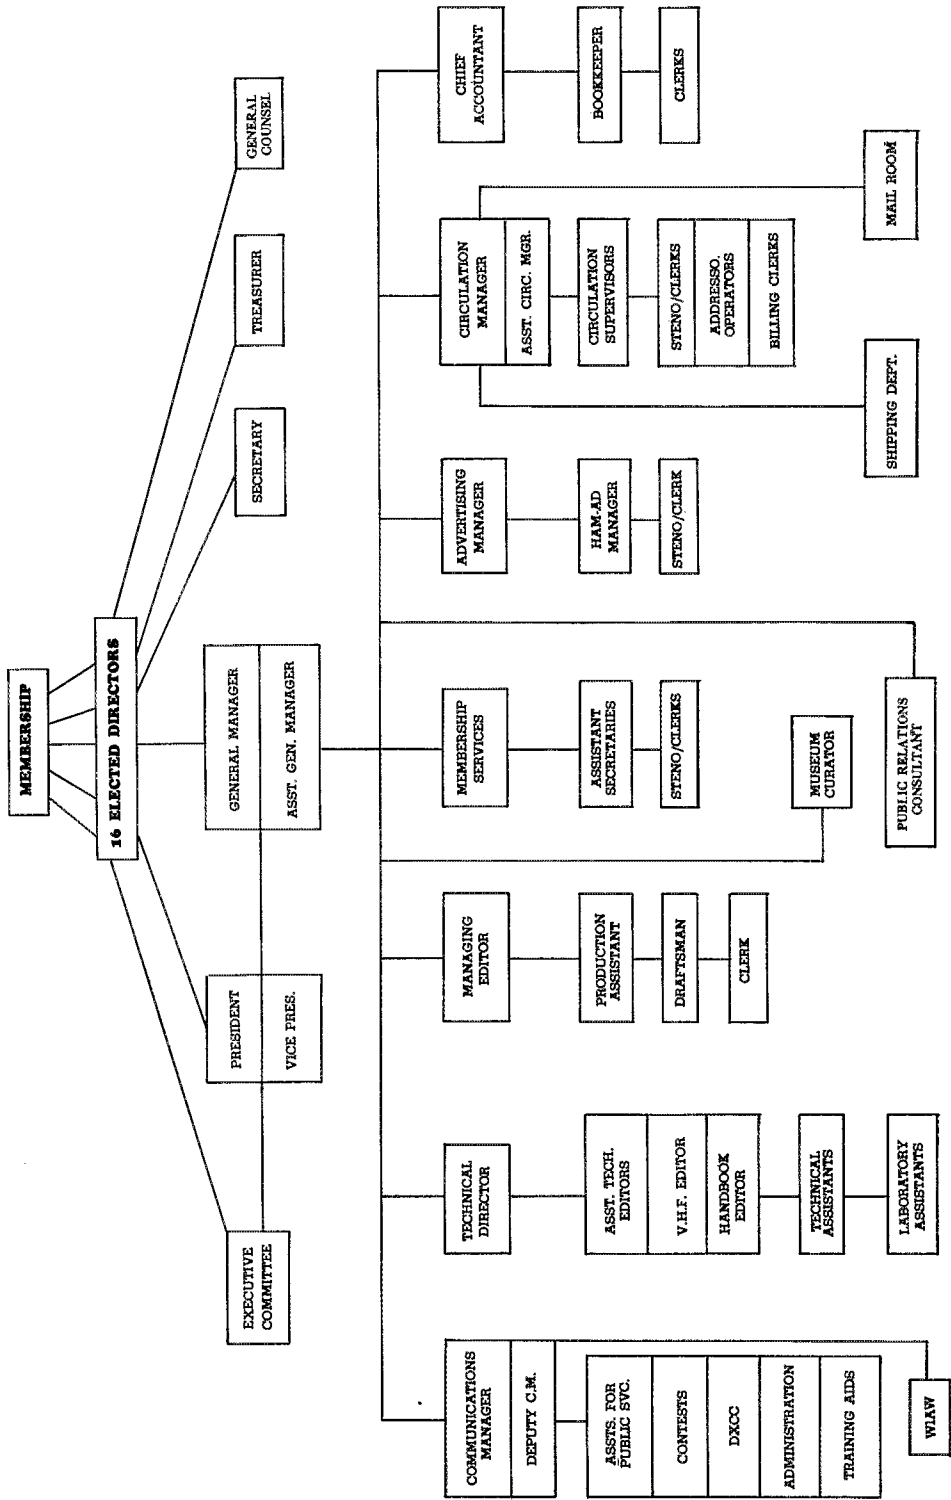 MEMBERSHIP
16 ELECTED DIRECTORS
EXECUTIVE
COMMITTEE
PRESIDENT
VICE PRES.
GENERAL MANAGER
ASST. GEN. MANAGER
SECRETARY
TREASURER
GENERAL
COUNSEL
COMMUNICATIONS
MANAGER
DEPUTY C.M.
ASSTS. FOR
PUBLIC SVC.
CONTESTS
DXCC
ADMINISTRATION
TRAINING AIDS
W1AW
TECHNICAL
DIRECTOR
ASST. TECH.
EDITORS
V.H.F. EDITOR
HANDBOOK
EDITOR
TECHNICAL
ASSISTANTS
LABORATORY
ASSISTANTS
MANAGING
EDITOR
PRODUCTION
ASSISTANT
DRAFTSMAN
CLERK
MUSEUM
CURATOR
MEMBERSHIP
SERVICES
ASSISTANT
SECRETARIES
STENO/CLERKS
PUBLIC RELATIONS
CONSULTANT
ADVERTISING
MANAGER
HAM-AD
MANAGER
STENO/CLERK
CIRCULATION
MANAGER
ASST. CIRC. MGR.
CIRCULATION
SUPERVISORS
STENO/CLERKS
ADDRESSO.
OPERATORS
BILLING CLERKS
SHIPPING DEPT.
MAIL ROOM
CHIEF
ACCOUNTANT
BOOKKEEPER
CLERKS